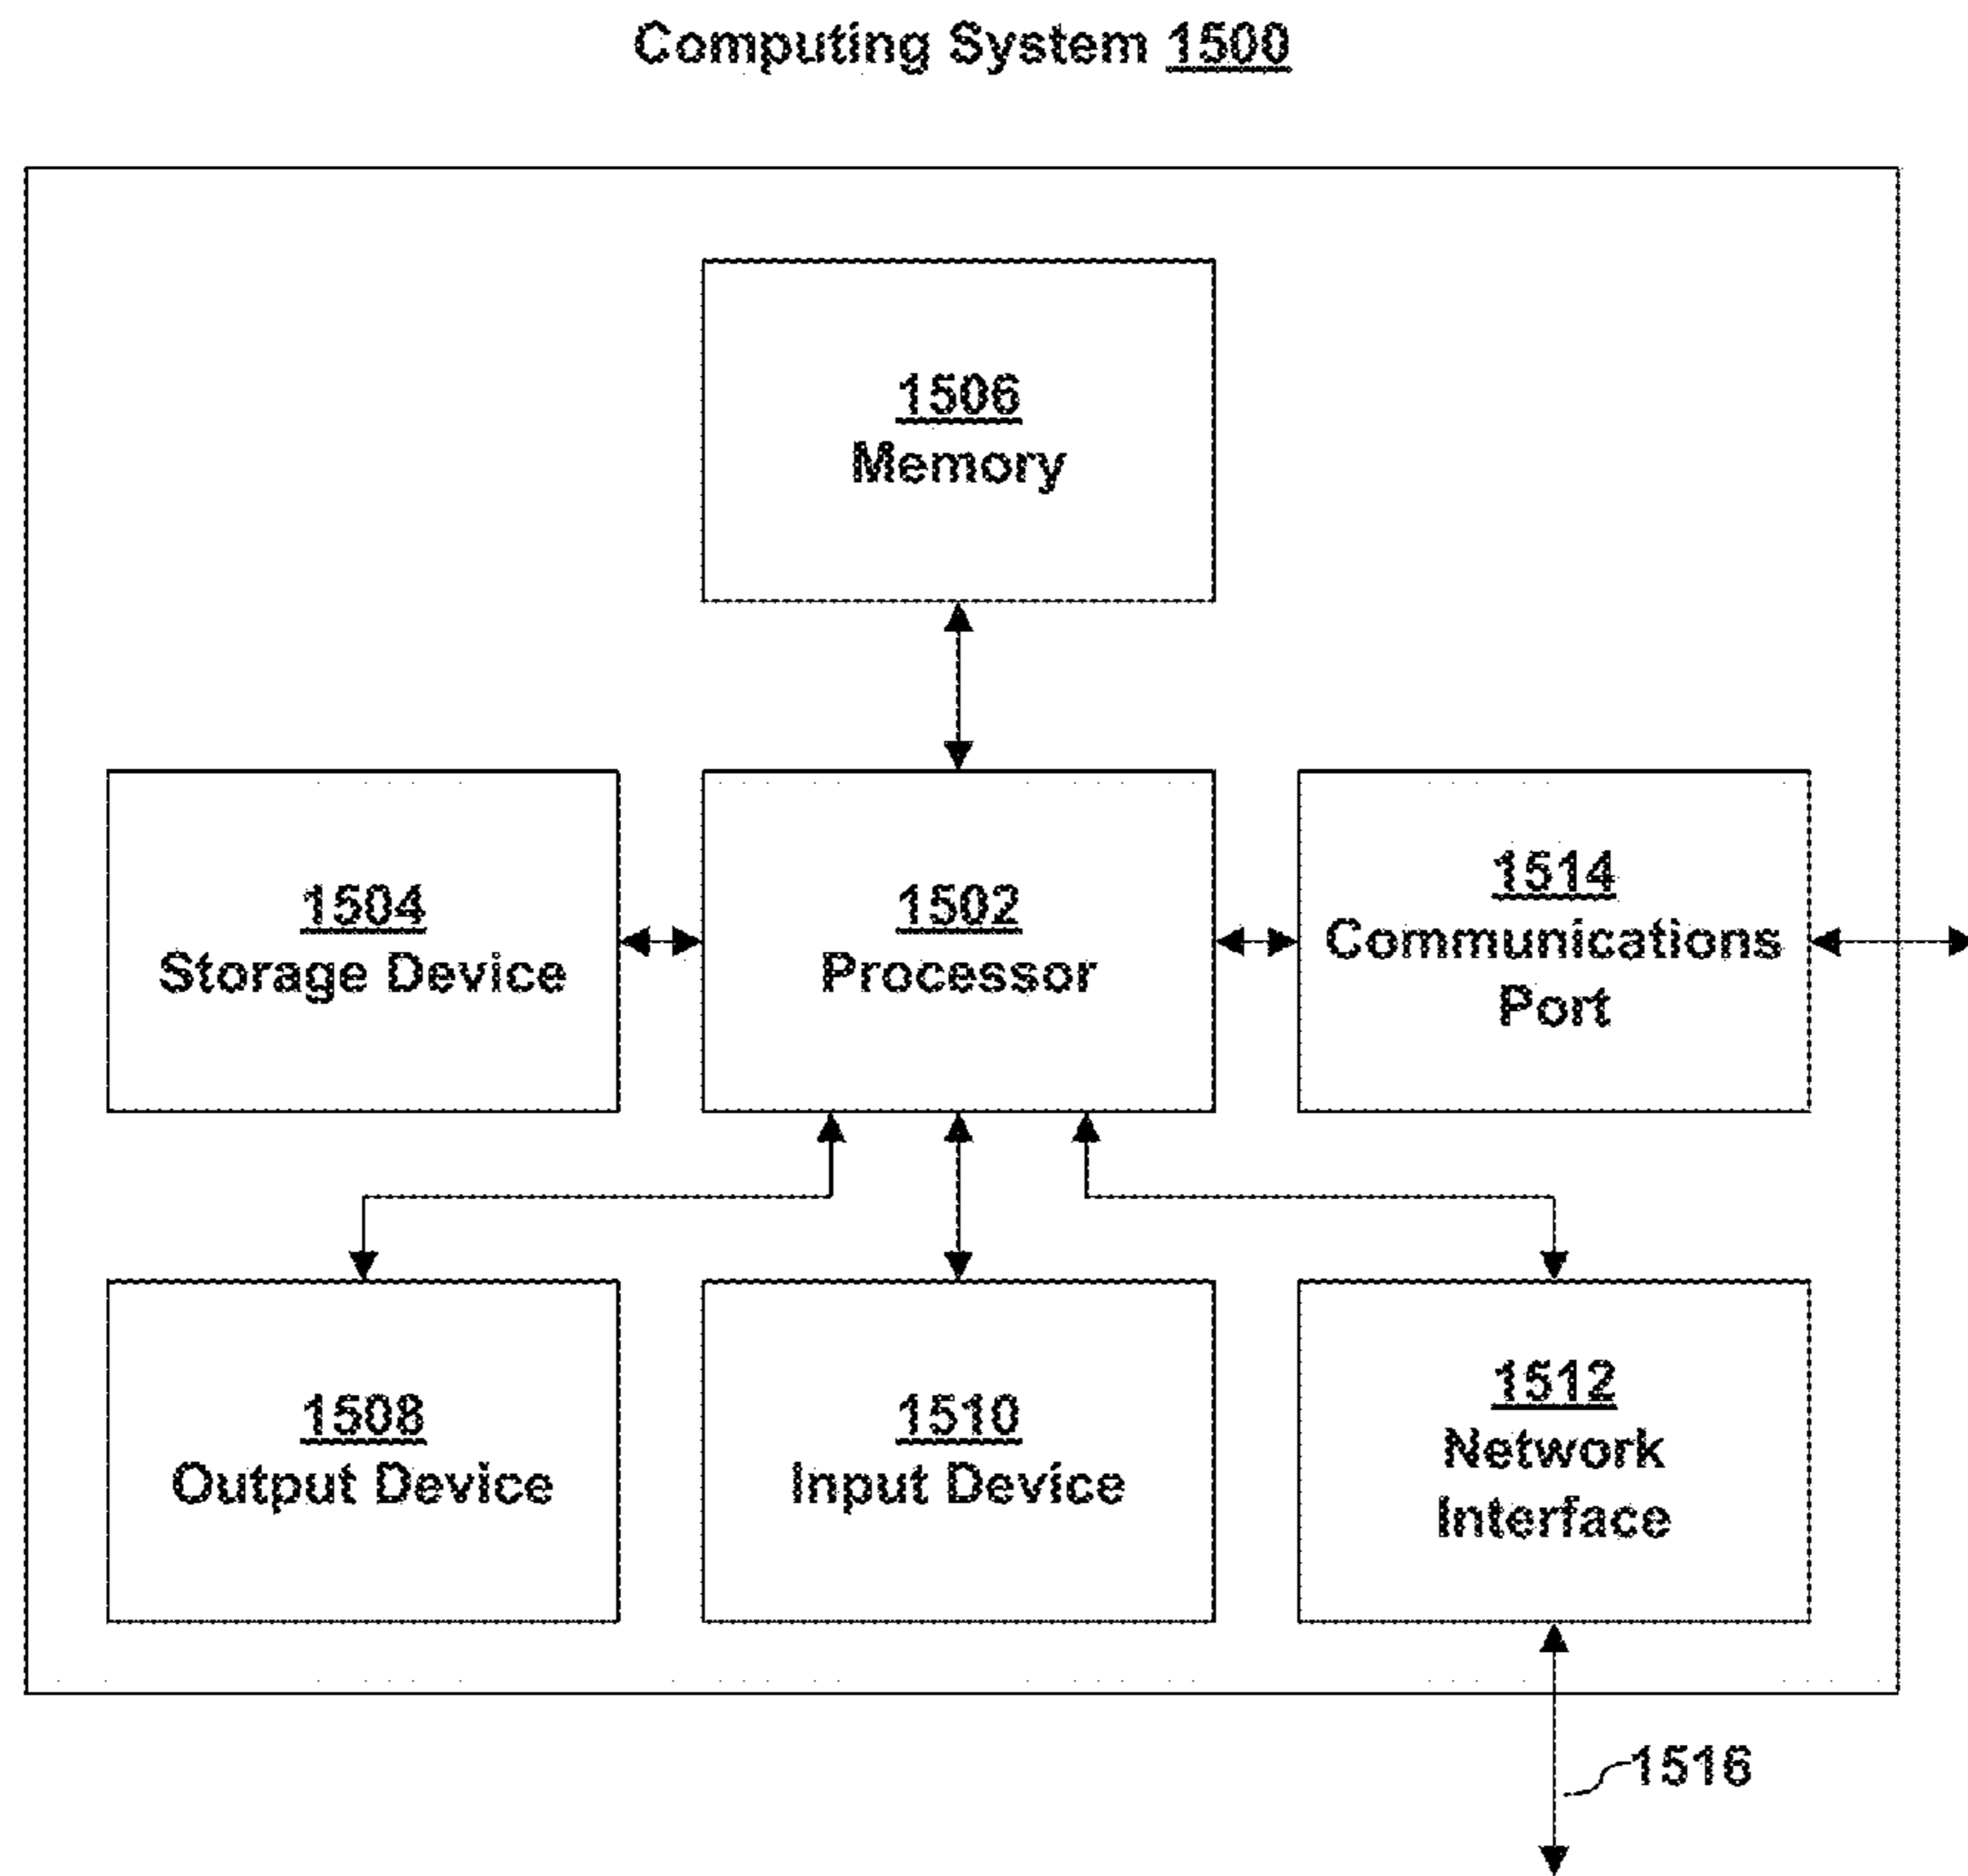 Computing System 1500
1506
Memory
1504
Storage Device
1502
Processor
1514
Communications
Port
1508
Output Device
1510
Input Device
1512
Network
Interface
1516